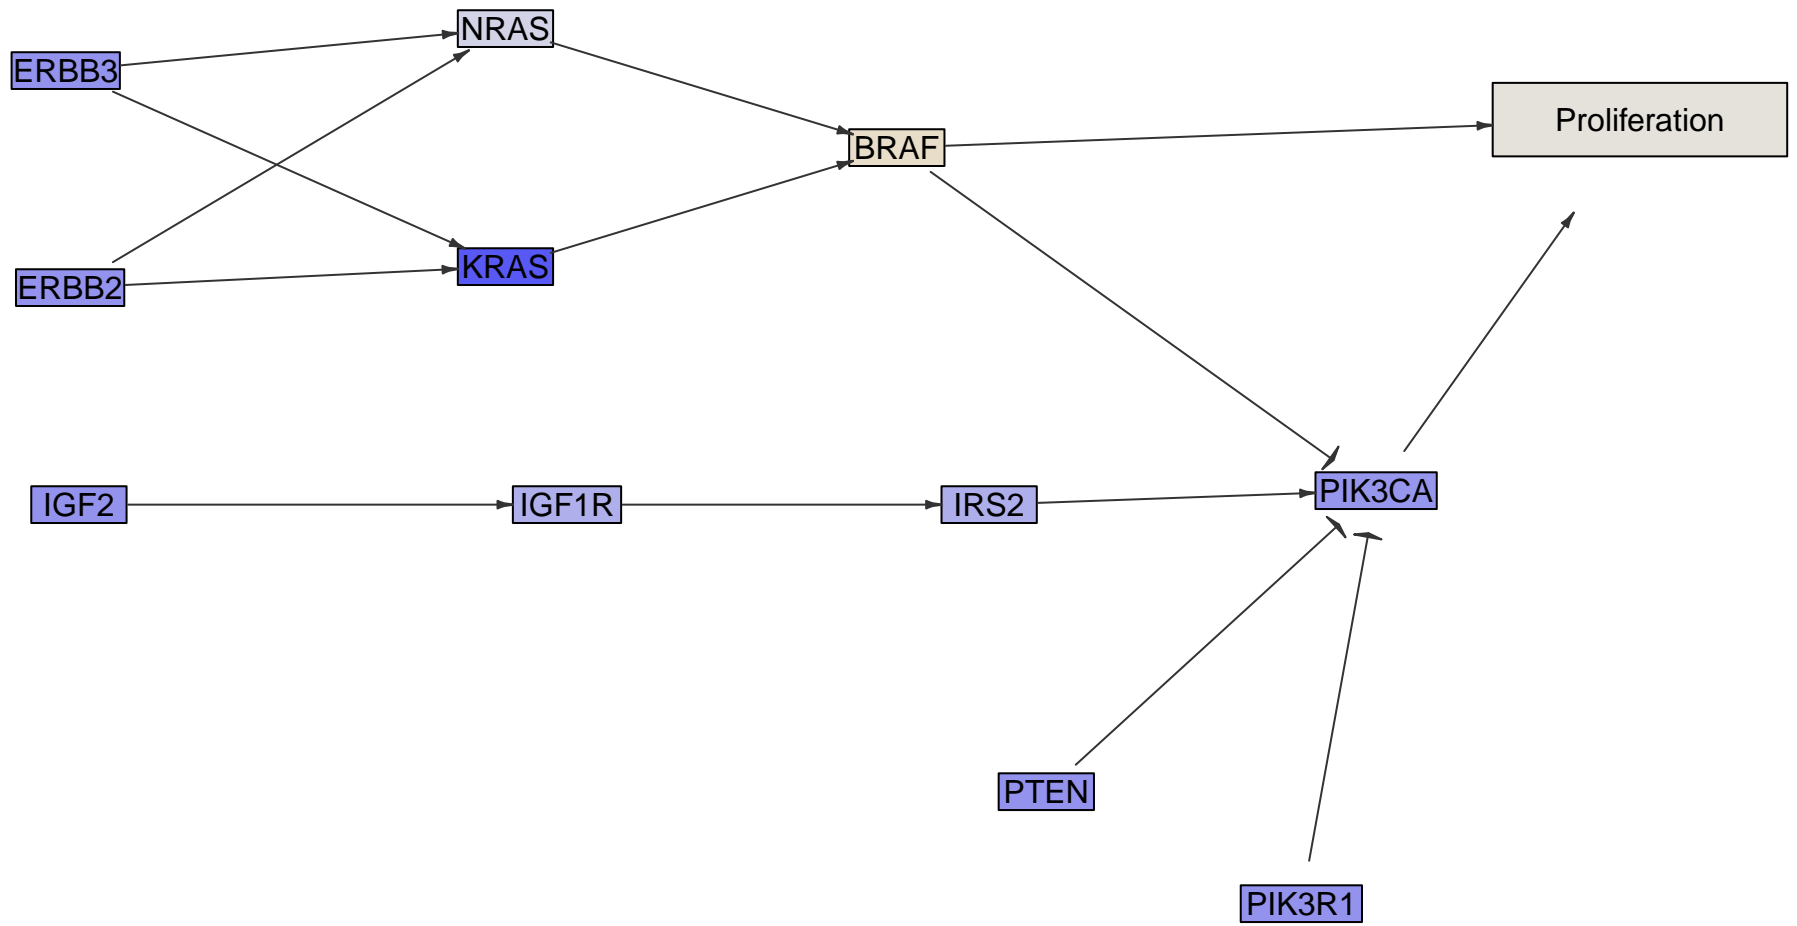 NRAS
ERBB3
Proliferation
BRAF
KRAS
ERBB2
PIK3CA
IGF2
IGF1R
IRS2
PTEN
PIK3R1